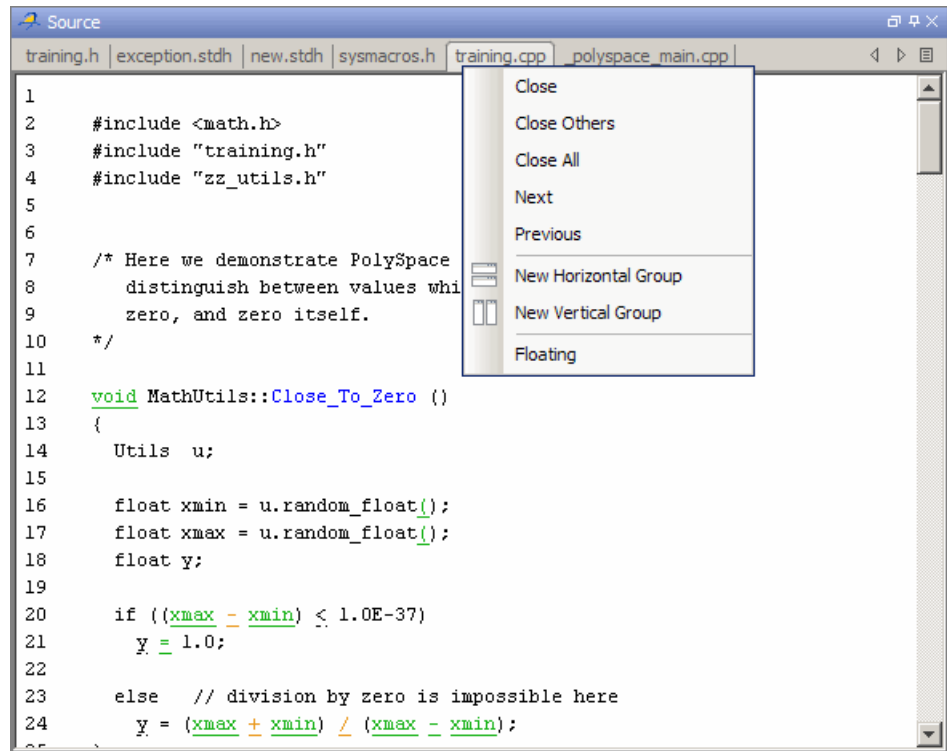 Source
training.h exception.stdh new.stdh sysmacros.h training.cpp _polyspace_main.cpp
Close
Close Others
Close All
Next
Previous
New Horizontal Group
New Vertical Group
Floating
1
2 #include <math.h>
3 #include "training.h"
4 #include "zz_utils.h"
5
6
7 /* Here we demonstrate PolySpace
8 distinguish between values whi
9 zero, and zero itself.
10 */
11
12 void MathUtils::Close_To_Zero ()
13 {
14 Utils u;
15
16 float xmin = u.random_float();
17 float xmax = u.random_float();
18 float y;
19
20 if ((xmax - xmin) < 1.0E-37)
21 y = 1.0;
22
23 else // division by zero is impossible here
24 y = (xmax + xmin) / (xmax - xmin);